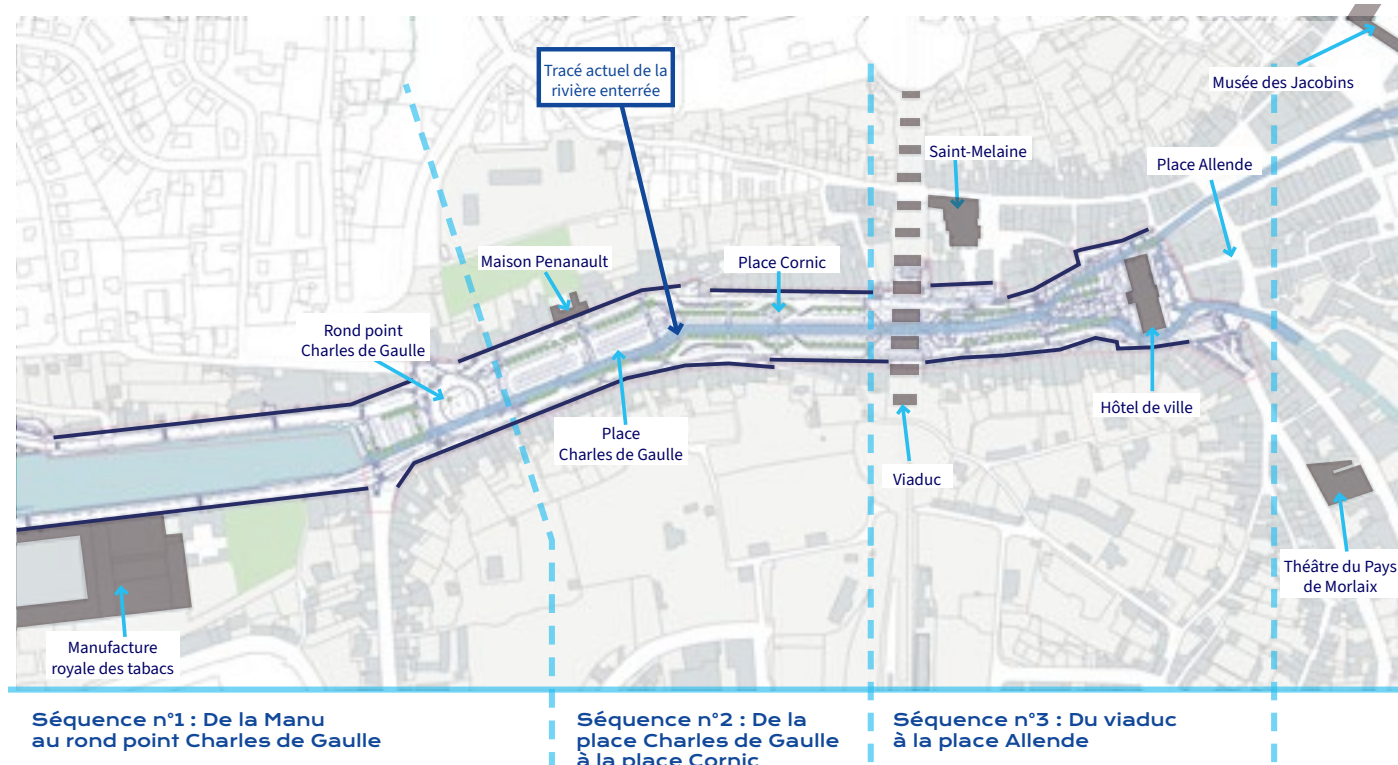 Tracé actuel de la
rivière enterrée
Musée des Jacobins
Saint-Melaine
Place Allende
Maison Penanault
Place Cornic
Rond point
Charles de Gaulle
Place
Charles de Gaulle
Hôtel de ville
Viaduc
Théâtre du Pays
de Morlaix
Manufacture
royale des tabacs
Séquence n°1 : De la Manu
au rond point Charles de Gaulle
Séquence n°2 : De la
place Charles de Gaulle
à la place Cornic
Séquence n°3 : Du viaduc
à la place Allende